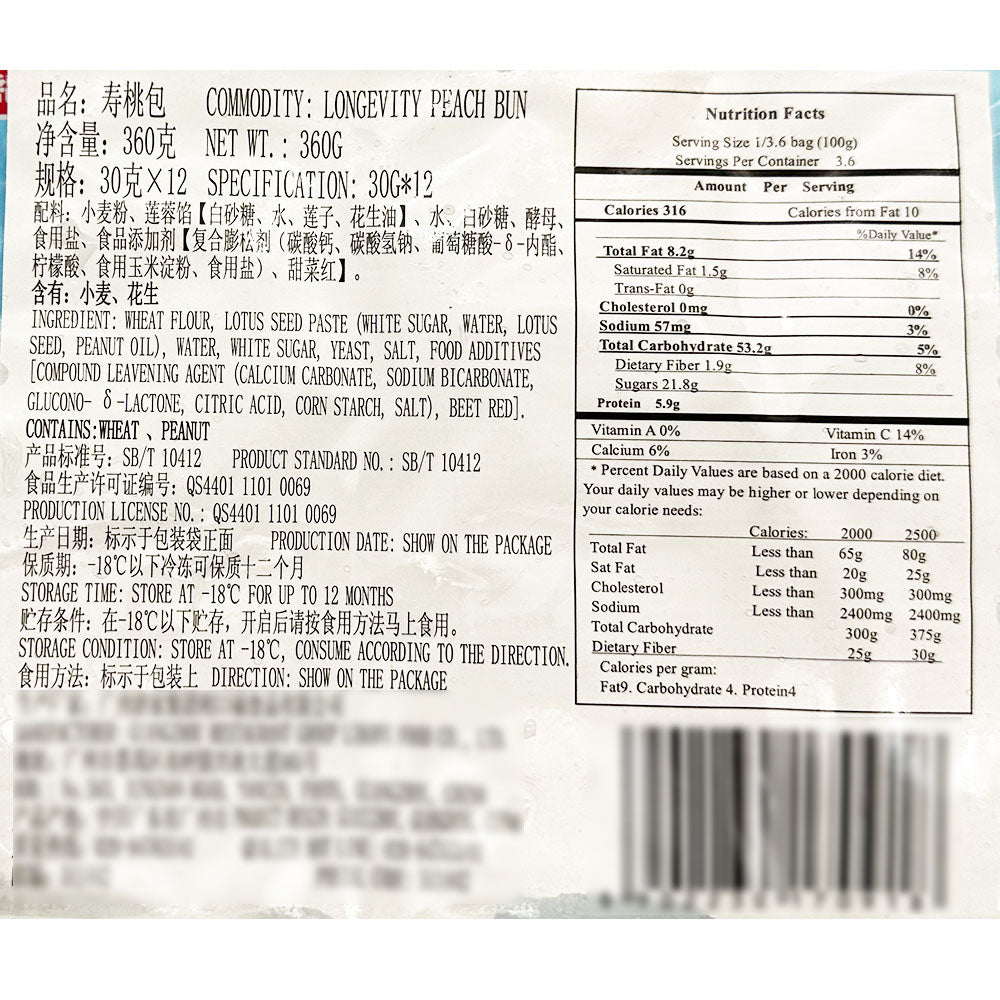 品名：寿桃包 COMMODITY: LONGEVITY PEACH BUN
净含量：360克 NET WT.: 360G
规格：30克×12 SPECIFICATION: 30G*12
配料：小麦粉、莲蓉馅【白砂糖、水、莲子、花生油】、水、白砂糖、酵母、
食用盐、食品添加剂【复合膨松剂（碳酸钙、碳酸氢钠、葡萄糖酸-δ-内酯、
柠檬酸、食用玉米淀粉、食用盐）、甜菜红】。
含有：小麦、花生
INGREDIENT: WHEAT FLOUR, LOTUS SEED PASTE (WHITE SUGAR, WATER, LOTUS
SEED, PEANUT OIL), WATER, WHITE SUGAR, YEAST, SALT, FOOD ADDITIVES
[COMPOUND LEAVENING AGENT (CALCIUM CARBONATE, SODIUM BICARBONATE,
GLUCONO- δ-LACTONE, CITRIC ACID, CORN STARCH, SALT), BEET RED].
CONTAINS:WHEAT 、PEANUT
产品标准号：SB/T 10412 PRODUCT STANDARD NO.: SB/T 10412
食品生产许可证编号：QS4401 1101 0069
PRODUCTION LICENSE NO.: QS4401 1101 0069
生产日期：标示于包装袋正面 PRODUCTION DATE: SHOW ON THE PACKAGE
保质期：-18℃以下冷冻可保质十二个月
STORAGE TIME: STORE AT -18℃ FOR UP TO 12 MONTHS
贮存条件：在-18℃以下贮存，开启后请按食用方法马上食用。
STORAGE CONDITION: STORE AT -18℃, CONSUME ACCORDING TO THE DIRECTION.
食用方法：标示于包装上 DIRECTION: SHOW ON THE PACKAGE
Nutrition Facts
Serving Size 1/3.6 bag (100g)
Servings Per Container 3.6
Amount Per Serving
Calories 316 Calories from Fat 10
%Daily Value*
Total Fat 8.2g 14%
Saturated Fat 1.5g 8%
Trans-Fat 0g
Cholesterol 0mg 0%
Sodium 57mg 3%
Total Carbohydrate 53.2g 5%
Dietary Fiber 1.9g 8%
Sugars 21.8g
Protein 5.9g
Vitamin A 0% Vitamin C 14%
Calcium 6% Iron 3%
* Percent Daily Values are based on a 2000 calorie diet.
Your daily values may be higher or lower depending on
your calorie needs:
Calories: 2000 2500
Total Fat Less than 65g 80g
Sat Fat Less than 20g 25g
Cholesterol Less than 300mg 300mg
Sodium Less than 2400mg 2400mg
Total Carbohydrate 300g 375g
Dietary Fiber 25g 30g
Calories per gram:
Fat9. Carbohydrate 4. Protein4